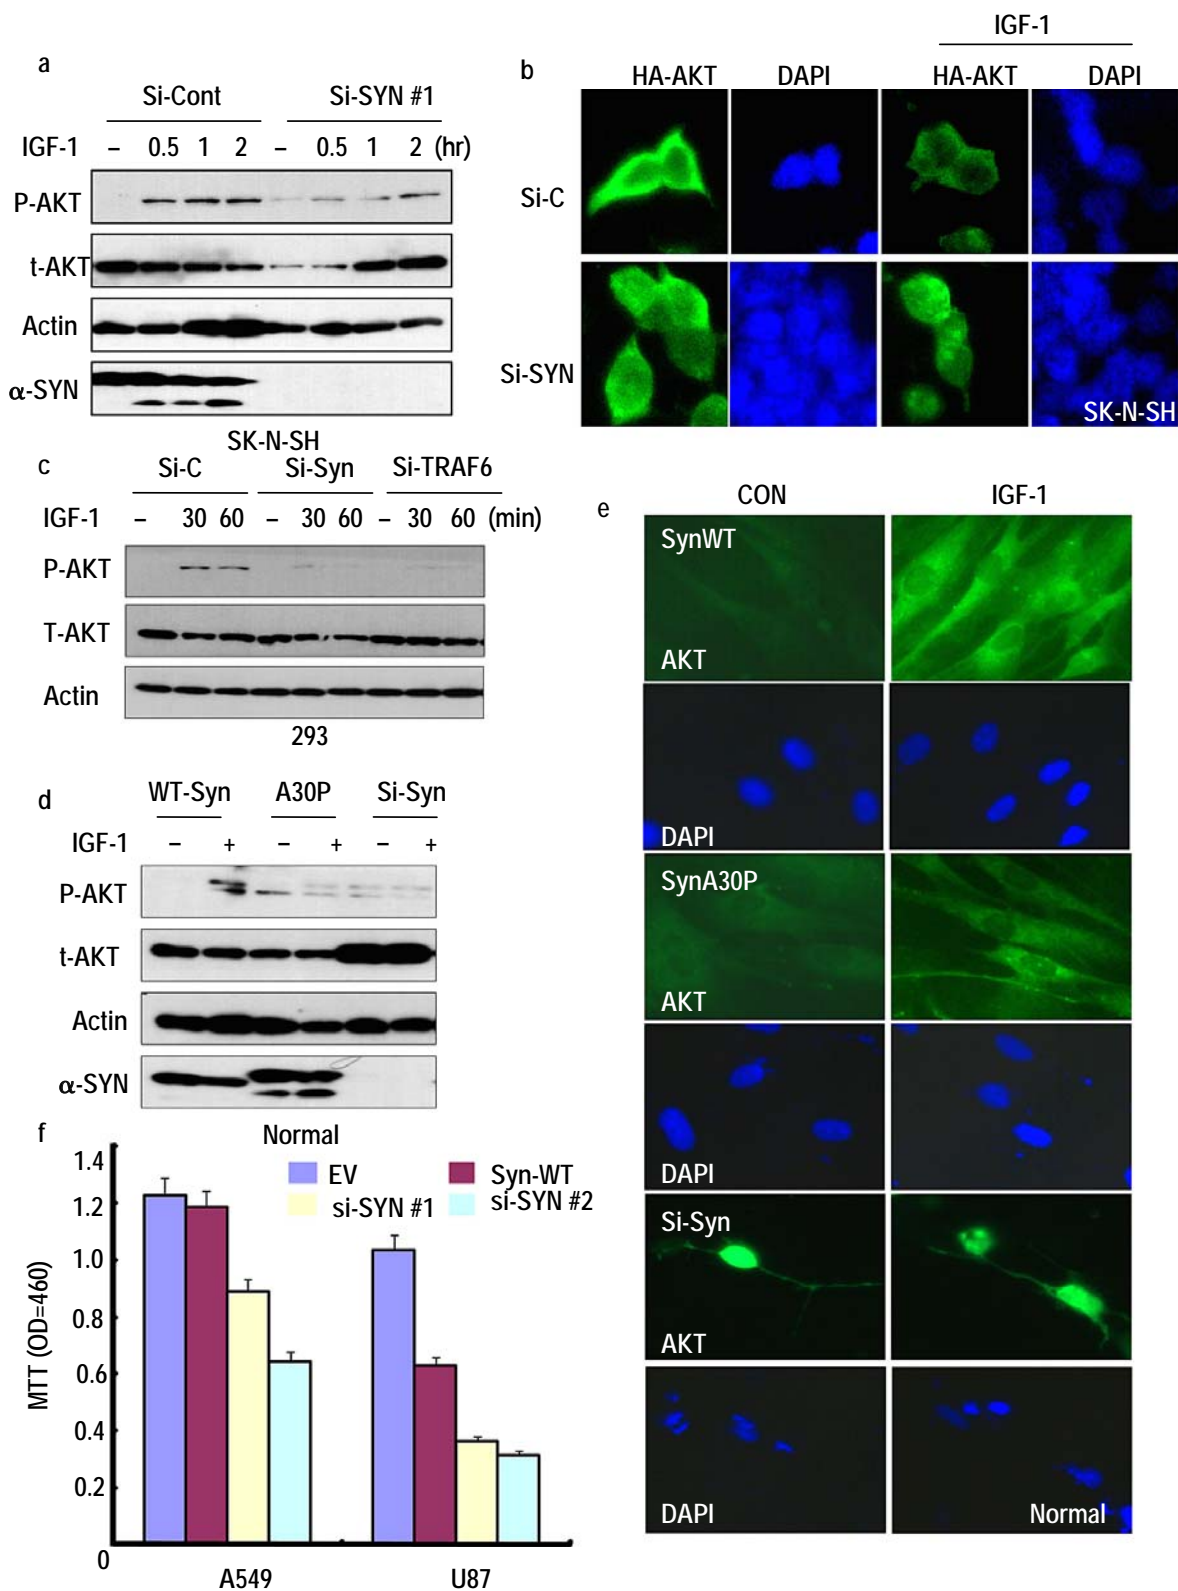 a
Si-Cont Si-SYN #1
IGF-1 – 0.5 1 2 – 0.5 1 2 (hr)
P-AKT
t-AKT
Actin
α-SYN
SK-N-SH
b
IGF-1
HA-AKT DAPI HA-AKT DAPI
Si-C
Si-SYN
SK-N-SH
c
Si-C Si-Syn Si-TRAF6
IGF-1 – 30 60 – 30 60 – 30 60 (min)
P-AKT
T-AKT
Actin
293
d
WT-Syn A30P Si-Syn
IGF-1 – + – + – +
P-AKT
t-AKT
Actin
α-SYN
Normal
e
CON IGF-1
SynWT
AKT
DAPI
SynA30P
AKT
DAPI
Si-Syn
AKT
DAPI
Normal
f
EV Syn-WT
si-SYN #1 si-SYN #2
MTT (OD=460)
1.4
1.2
1.0
0.8
0.6
0.4
0.2
0
A549 U87